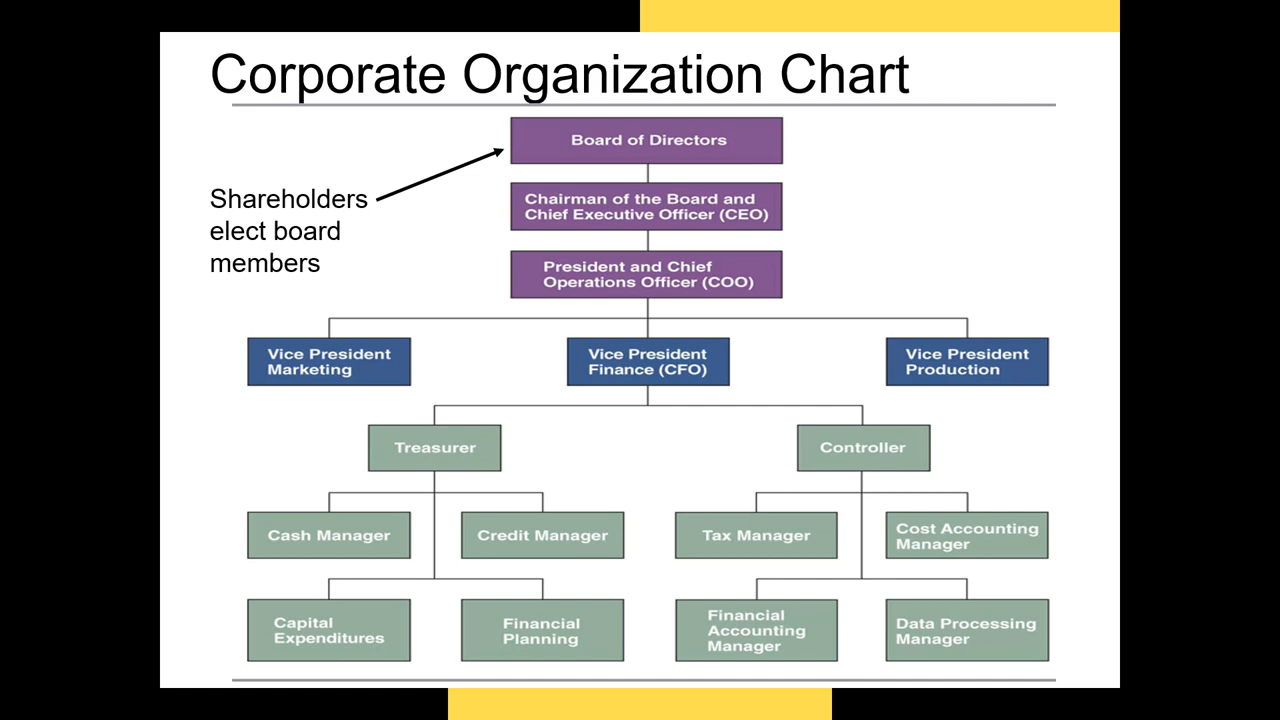 Corporate Organization Chart
Board of Directors
Shareholders
elect board
members
Chairman of the Board and
Chief Executive Officer (CEO)
President and Chief
Operations Officer (COO)
Vice President
Marketing
Vice President
Finance (CFO)
Vice President
Production
Treasurer
Controller
Cash Manager
Credit Manager
Tax Manager
Cost Accounting
Manager
Capital
Expenditures
Financial
Planning
Financial
Accounting
Manager
Data Processing
Manager